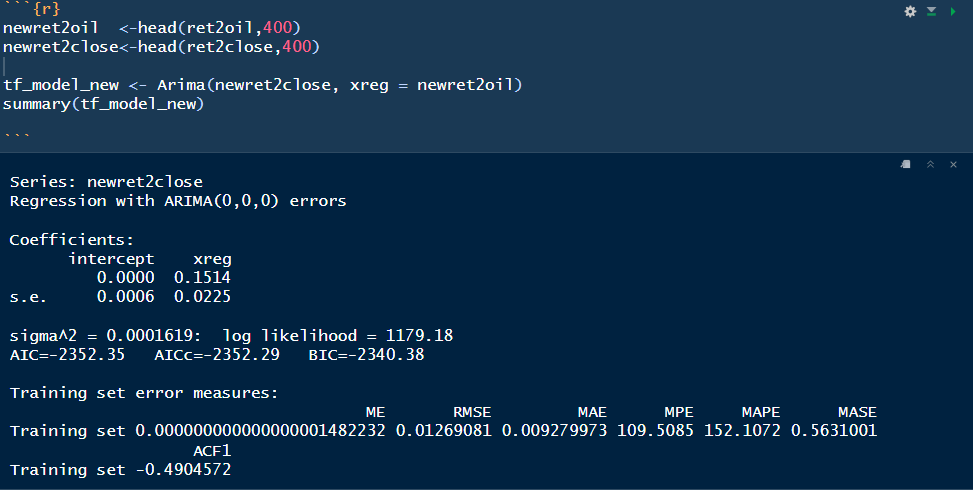 ```{r}
newret2oil  <-head(ret2oil,400)
newret2close<-head(ret2close,400)
tf_model_new <- Arima(newret2close, xreg = newret2oil)
summary(tf_model_new)
```
Series: newret2close
Regression with ARIMA(0,0,0) errors
Coefficients:
      intercept    xreg
         0.0000  0.1514
s.e.     0.0006  0.0225
sigma^2 = 0.0001619:  log likelihood = 1179.18
AIC=-2352.35   AICc=-2352.29   BIC=-2340.38
Training set error measures:
                                     ME       RMSE         MAE      MPE     MAPE      MASE
Training set 0.000000000000000001482232 0.01269081 0.009279973 109.5085 152.1072 0.5631001
                   ACF1
Training set -0.4904572